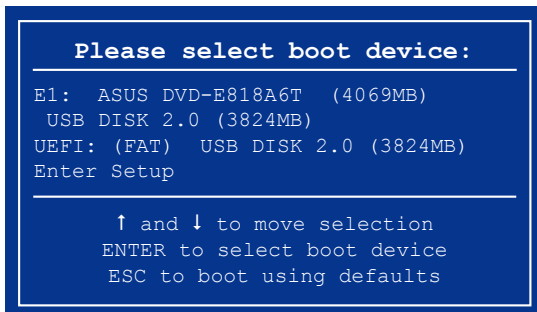 Please select boot device:
E1: ASUS DVD-E818A6T (4069MB)
USB DISK 2.0 (3824MB)
UEFI: (FAT) USB DISK 2.0 (3824MB)
Enter Setup
↑ and ↓ to move selection
ENTER to select boot device
ESC to boot using defaults